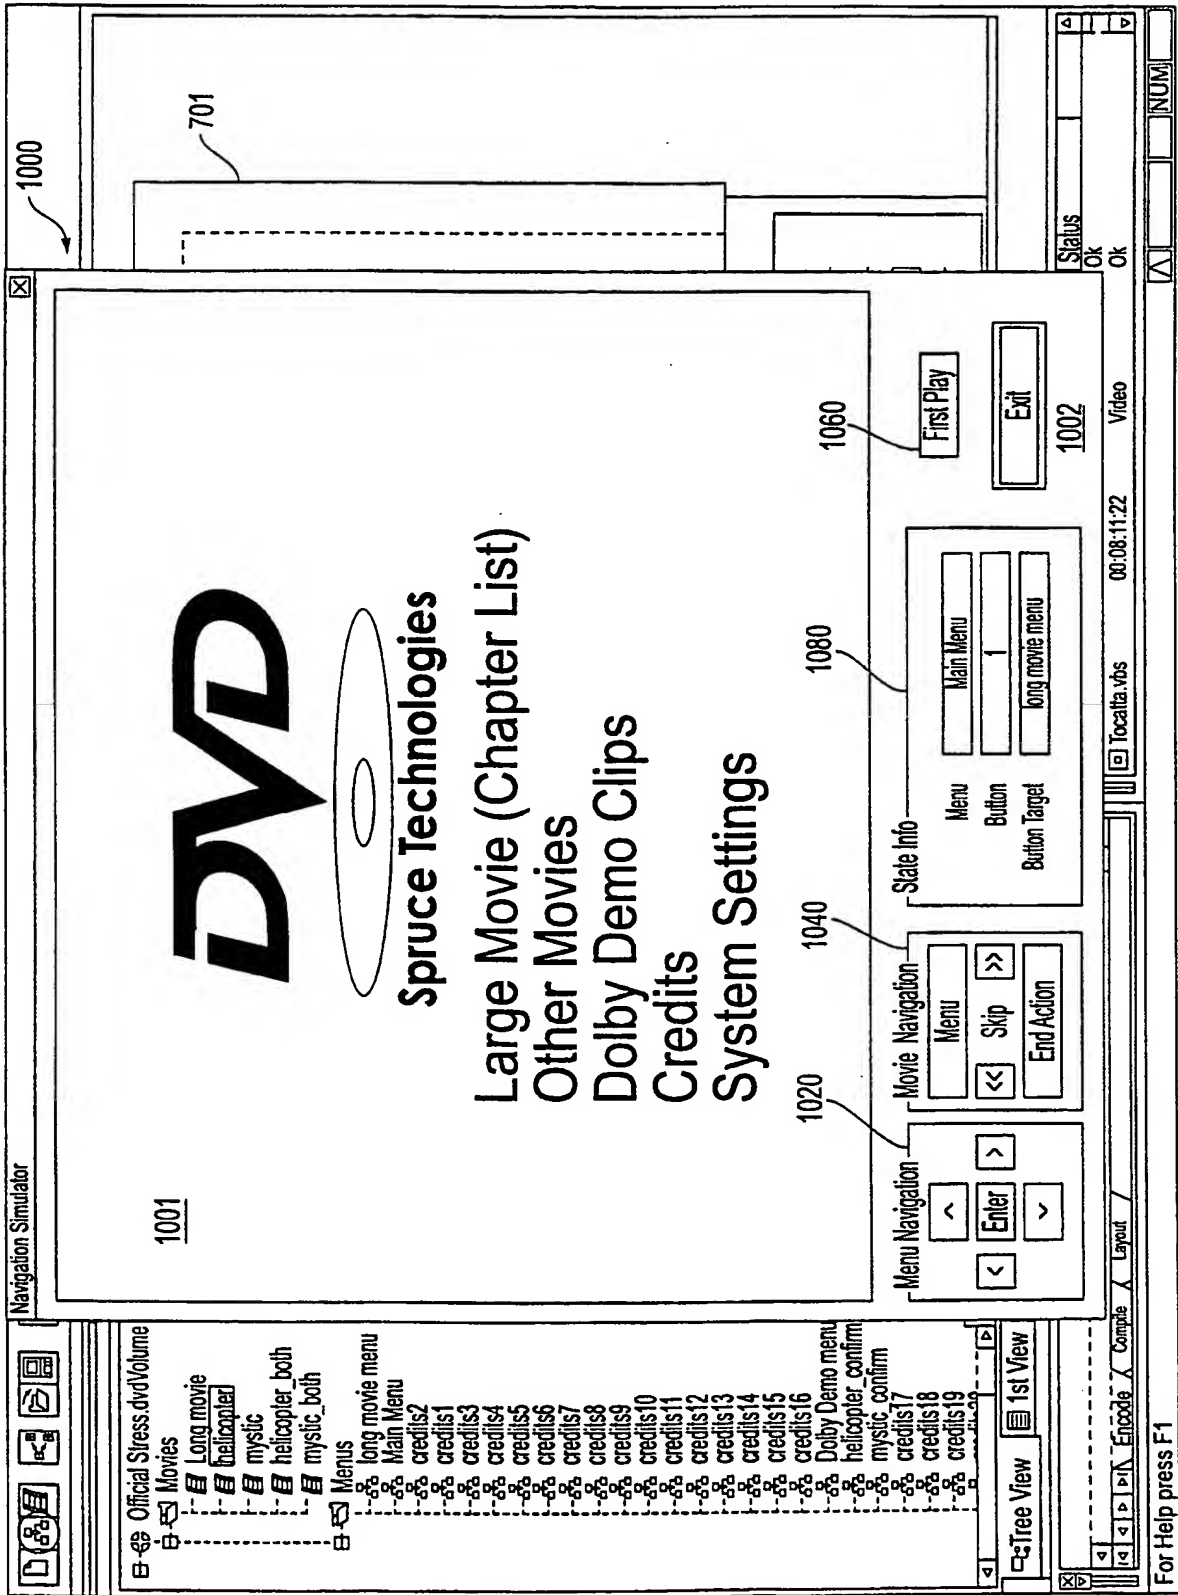 1000
701
Navigation Simulator
Official Stress.dvdVolume
Movies
Long movie
helicopter
mystic
helicopter_both
mystic_both
Menus
long movie menu
Main Menu
credits2
credits1
credits3
credits4
credits5
credits6
credits7
credits8
credits9
credits10
credits11
credits12
credits13
credits14
credits15
credits16
Dolby Demo menu
helicopter_confirm
mystic_confirm
credits17
credits18
credits19
Tree View
1st View
1001
DVD
Spruce Technologies
Large Movie (Chapter List)
Other Movies
Dolby Demo Clips
Credits
System Settings
1020
1040
1080
1060
Menu Navigation
Enter
Movie Navigation
Menu
<< Skip >>
End Action
State Info
Menu Main Menu
Button 1
Button Target long movie menu
First Play
Exit
1002
Status
Ok
Ok
Encode
Compile
Layout
Tocatta.vbs 00:08:11:22 Video
For Help press F1
NUM